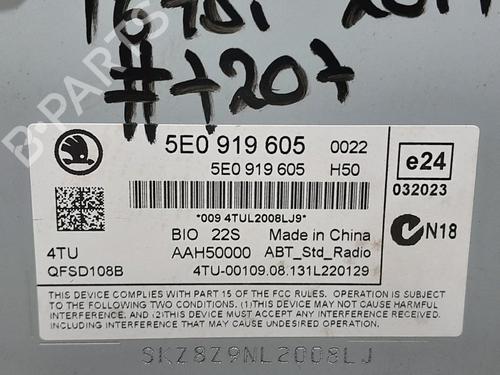 #7207
B-PARTS
5E0 919 605 0022
5E0 919 605 H50
e24
032023
*009 4TUL2008LJ9*
BIO 22S Made in China
N18
4TU AAH50000 ABT_Std_Radio
QFSD108B 4TU-00109.08.131L220129
THIS DEVICE COMPLIES WITH PART 15 OF THE FCC RULES. OPERATION IS SUBJECT
TO THE FOLLOWING TWO CONDITIONS. (1)THIS DEVICE MAY NOT CAUSE HARMFUL
INTERFERENCE. AND-(2)THIS DEVICE MUST ACCEPT ANY INTERFERENCE RECEIVED
INCLUDING INTERFERENCE THAT MAY CAUSE UNDERSIRED OPERATION.
SKZ8Z9NL2008LJ